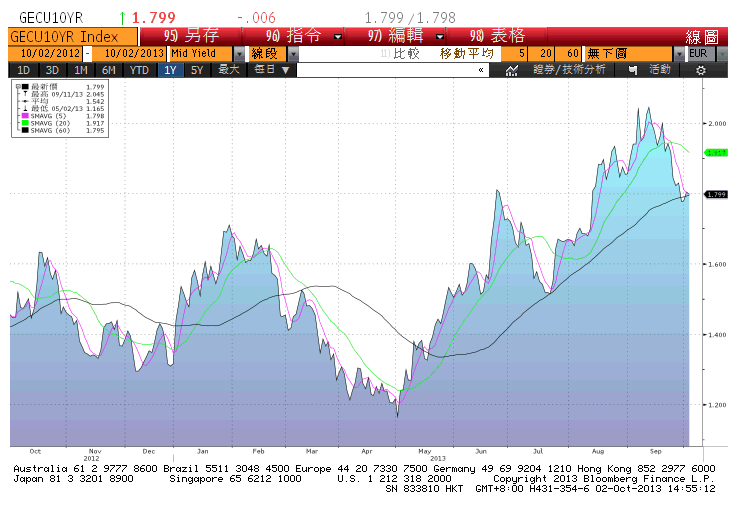 GECU10YR ↑ 1.799 -.006 1.799 / 1.798
GECU10YR Index 95) 另存 96) 指令 97) 編輯 98) 表格 線圖
10/02/2012 - 10/02/2013 Mid Yield 線段 比較 移動平均 5 20 60 無下圖 EUR
1D 3D 1M 6M YTD 1Y 5Y 最大 每日▼ « 證券/技術分析 活動
最新價 1.799
最高 09/11/13 2.045
平均 1.542
最低 05/02/13 1.165
SMAVG (5) 1.798
SMAVG (20) 1.917
SMAVG (60) 1.795
2.000
1.917
1.799
1.600
1.400
1.200
Oct Nov Dec Jan Feb Mar Apr May Jun Jul Aug Sep
2012 2013
Australia 61 2 9777 8600 Brazil 5511 3048 4500 Europe 44 20 7330 7500 Germany 49 69 9204 1210 Hong Kong 852 2977 6000
Japan 81 3 3201 8900 Singapore 65 6212 1000 U.S. 1 212 318 2000 Copyright 2013 Bloomberg Finance L.P.
SN 833810 HKT GMT+8:00 H431-354-6 02-Oct-2013 14:55:12